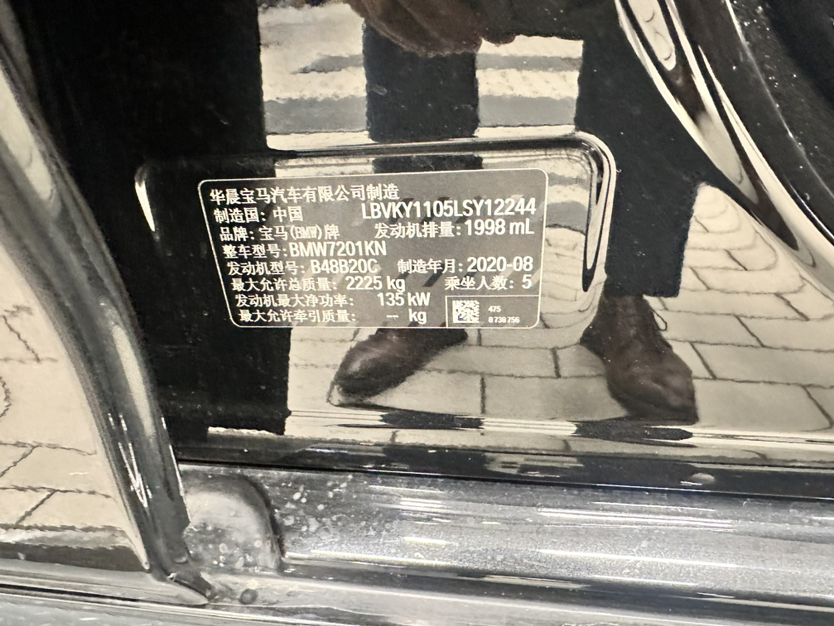 华晨宝马汽车有限公司制造
制造国: 中国 LBVKY1105LSY12244
品牌: 宝马(BMW)牌 发动机排量: 1998 mL
整车型号: BMW7201KN
发动机型号: B48B20C 制造年月: 2020-08
最大允许总质量: 2225 kg 乘坐人数: 5
发动机最大净功率: 135 kW
最大允许牵引质量: -- kg
475
8738756